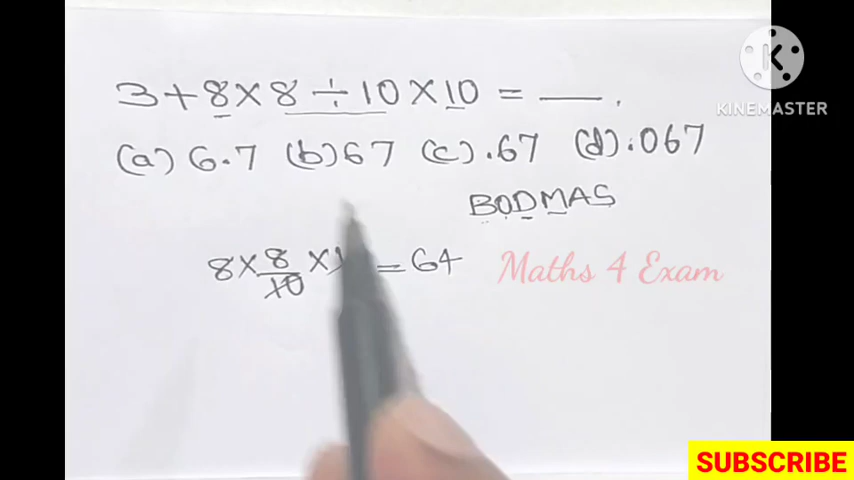 3+8×8÷10×10 = __.
KINEMASTER
(a) 6.7 (b) 67 (c) .67 (d) .067
BODMAS
8×8/10×1 = 64
Maths 4 Exam
SUBSCRIBE